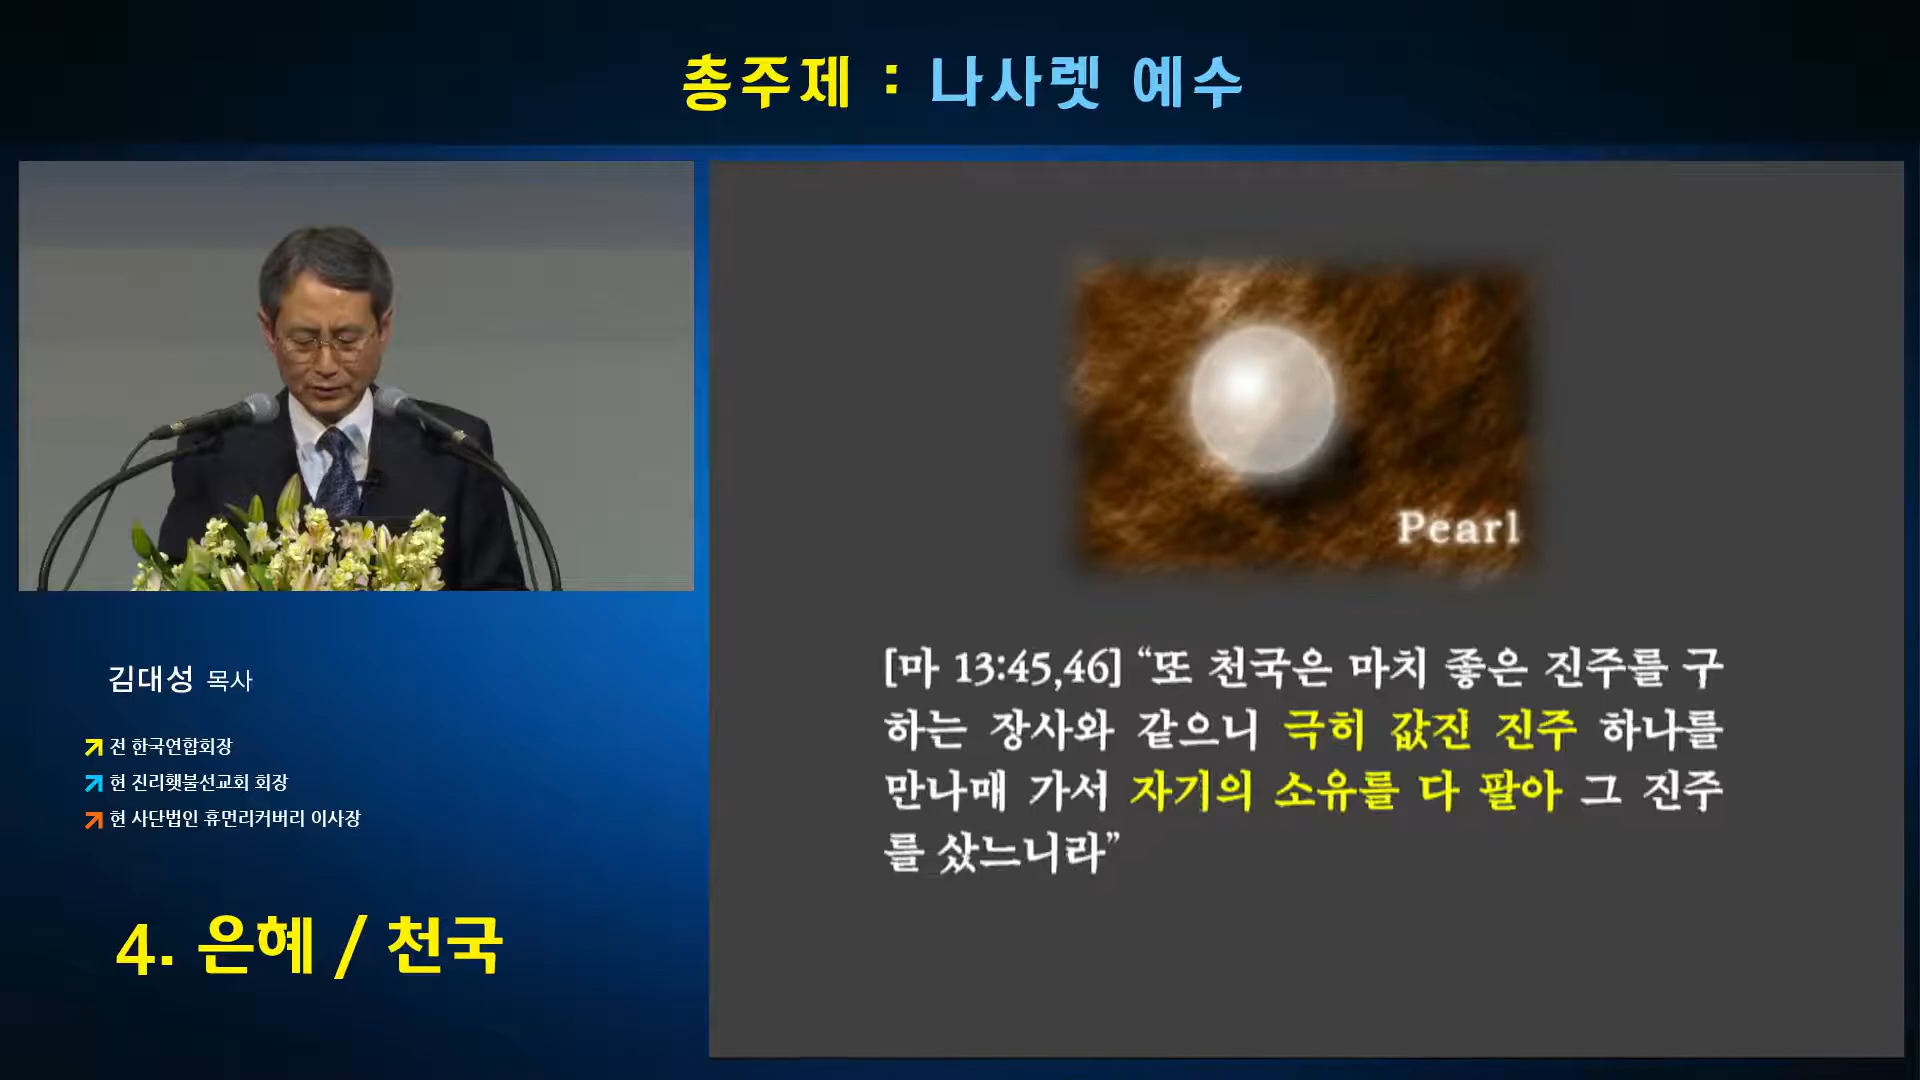 총주제 : 나사렛 예수
김대성 목사
전 한국연합회장
현 진리횃불선교회 회장
현 사단법인 휴먼리커버리 이사장
4. 은혜 / 천국
Pearl
[마 13:45,46] “또 천국은 마치 좋은 진주를 구
하는 장사와 같으니 극히 값진 진주 하나를
만나매 가서 자기의 소유를 다 팔아 그 진주
를 샀느니라”